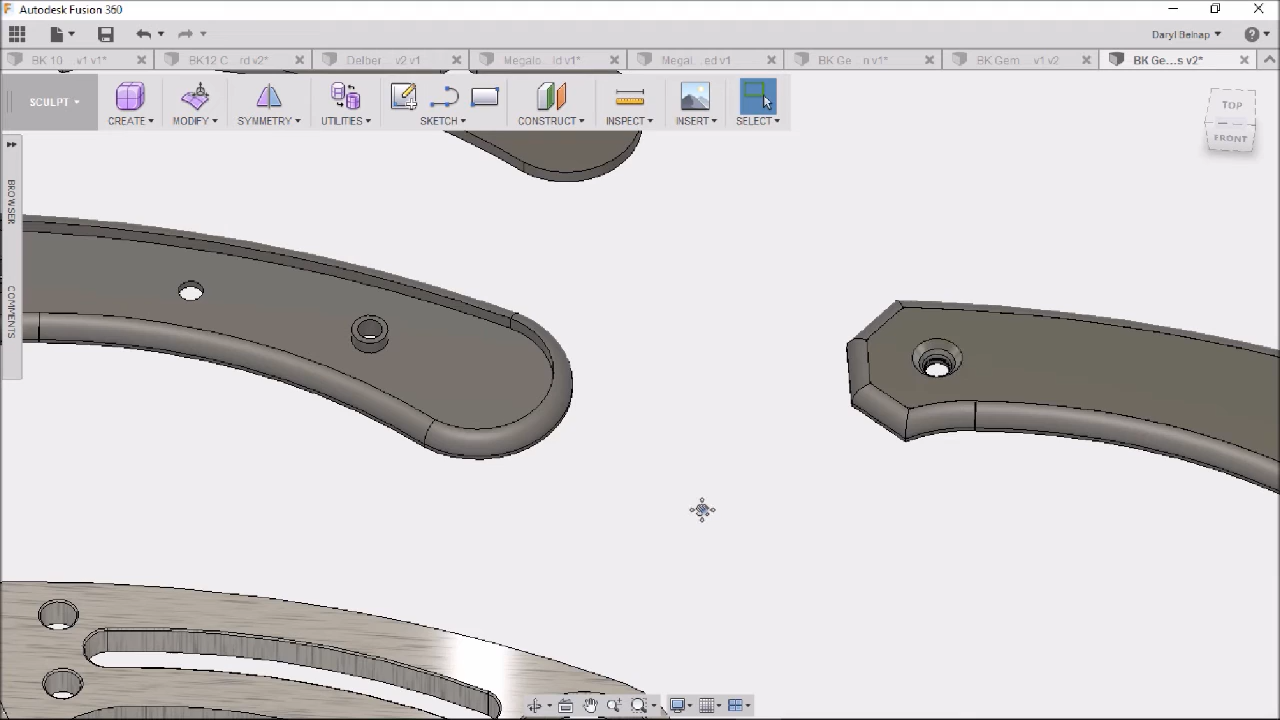 Autodesk Fusion 360
Daryl Belnap
BK 10 ... v1 v1*
BK12 C ... rd v2*
Delber ... v2 0
Megalo ... ld v1*
Megal ... ed v1
BK Ge ... n v1*
BK Gem ... v1 v2
BK Ge...s v2*
SCULPT
CREATE
MODIFY
SYMMETRY
UTILITIES
SKETCH
CONSTRUCT
INSPECT
INSERT
SELECT
TOP
FRONT
BROWSER
COMMENTS